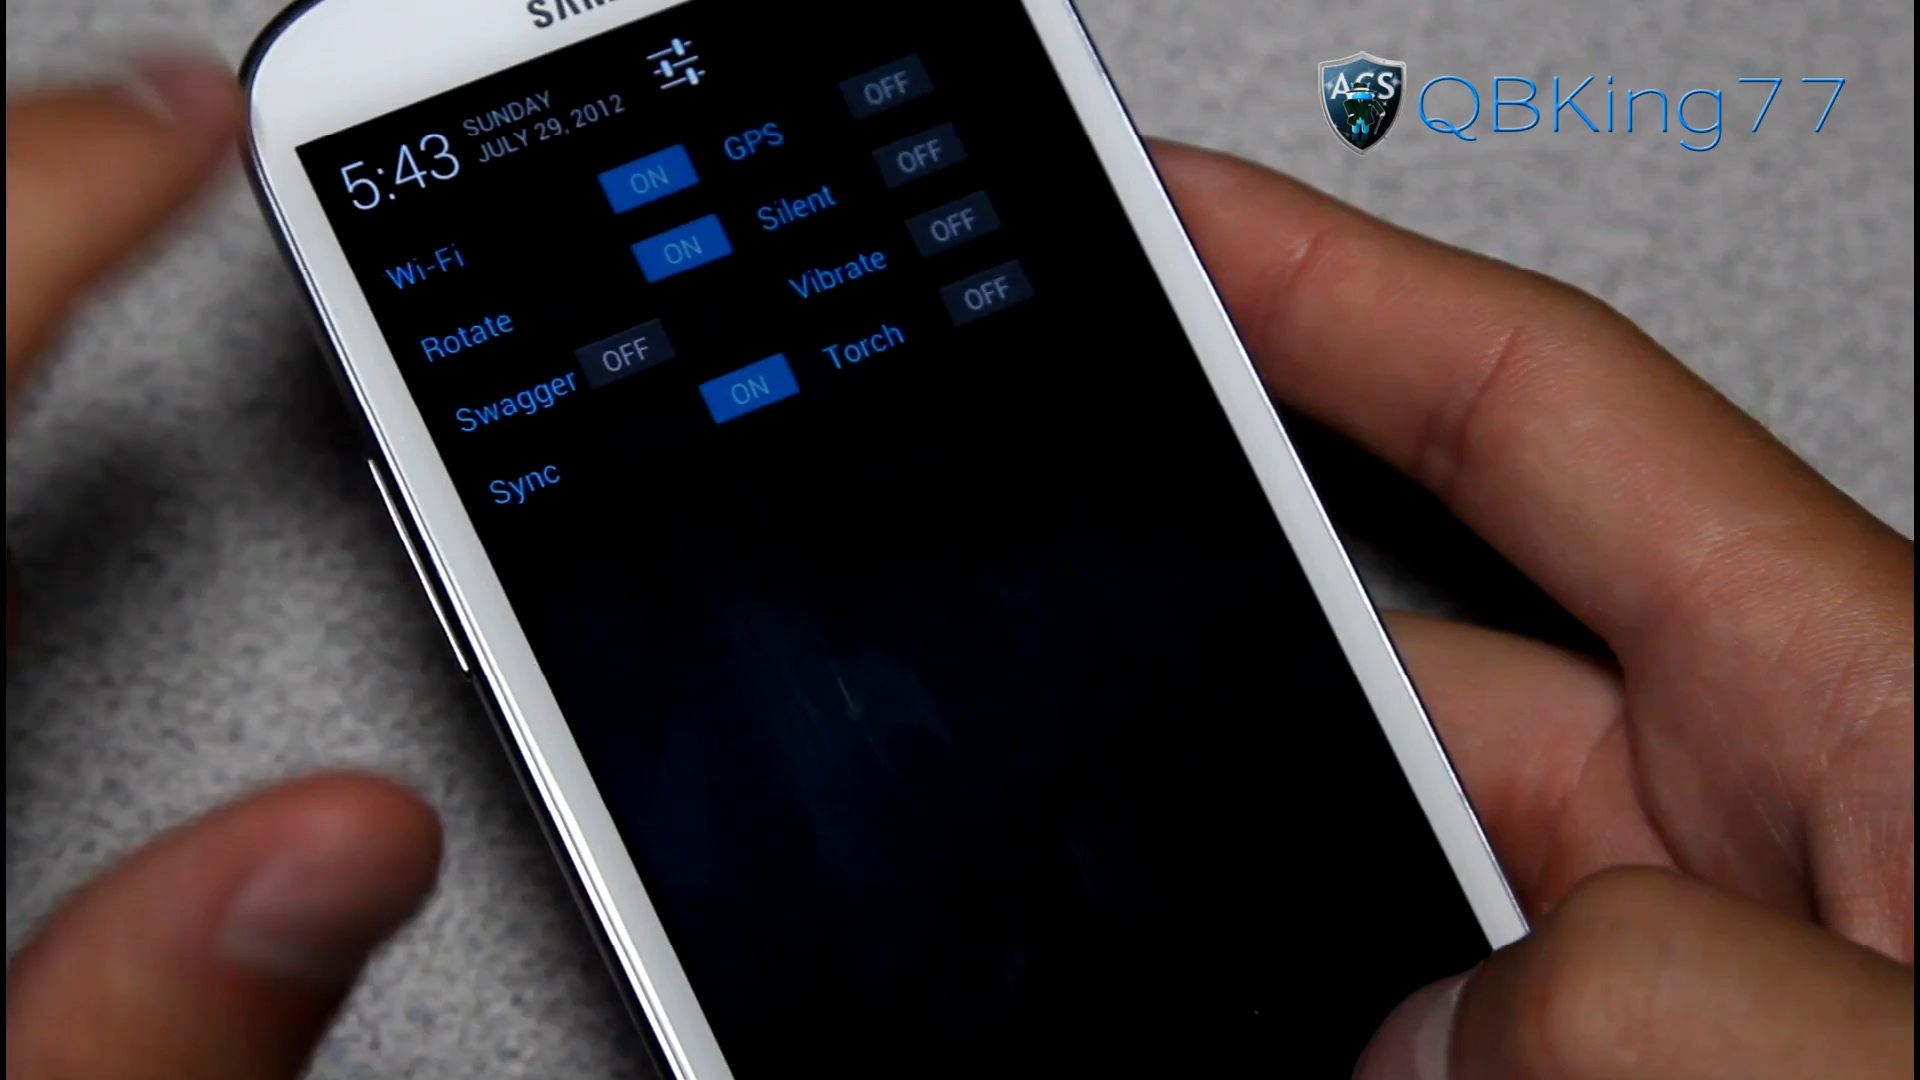 SAM
5:43
SUNDAY
JULY 29, 2012
Wi-Fi ON GPS OFF
Rotate ON Silent OFF
Swagger OFF Vibrate OFF
Sync ON Torch OFF
ACS QBKing77